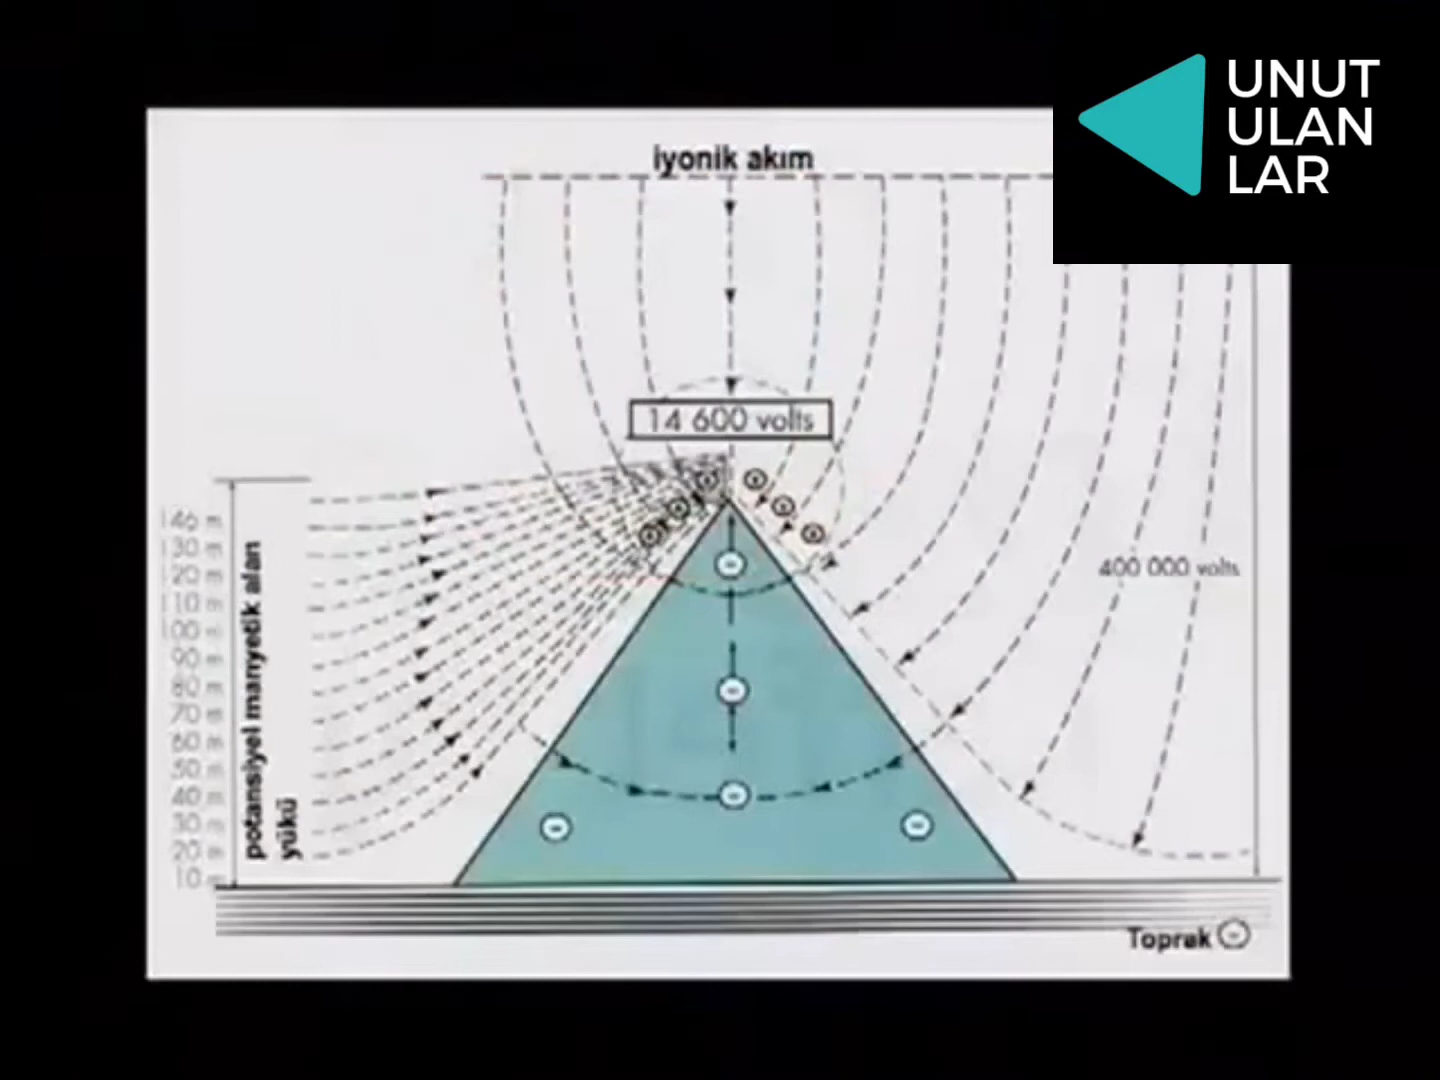 UNUT
ULAN
LAR
iyonik akım
14 600 volts
146 m
130 m
120 m
110 m
100 m
90 m
80 m
70 m
60 m
50 m
40 m
30 m
20 m
10 m
potansiyel manyetik alan
yükü
400 000 volts
Toprak